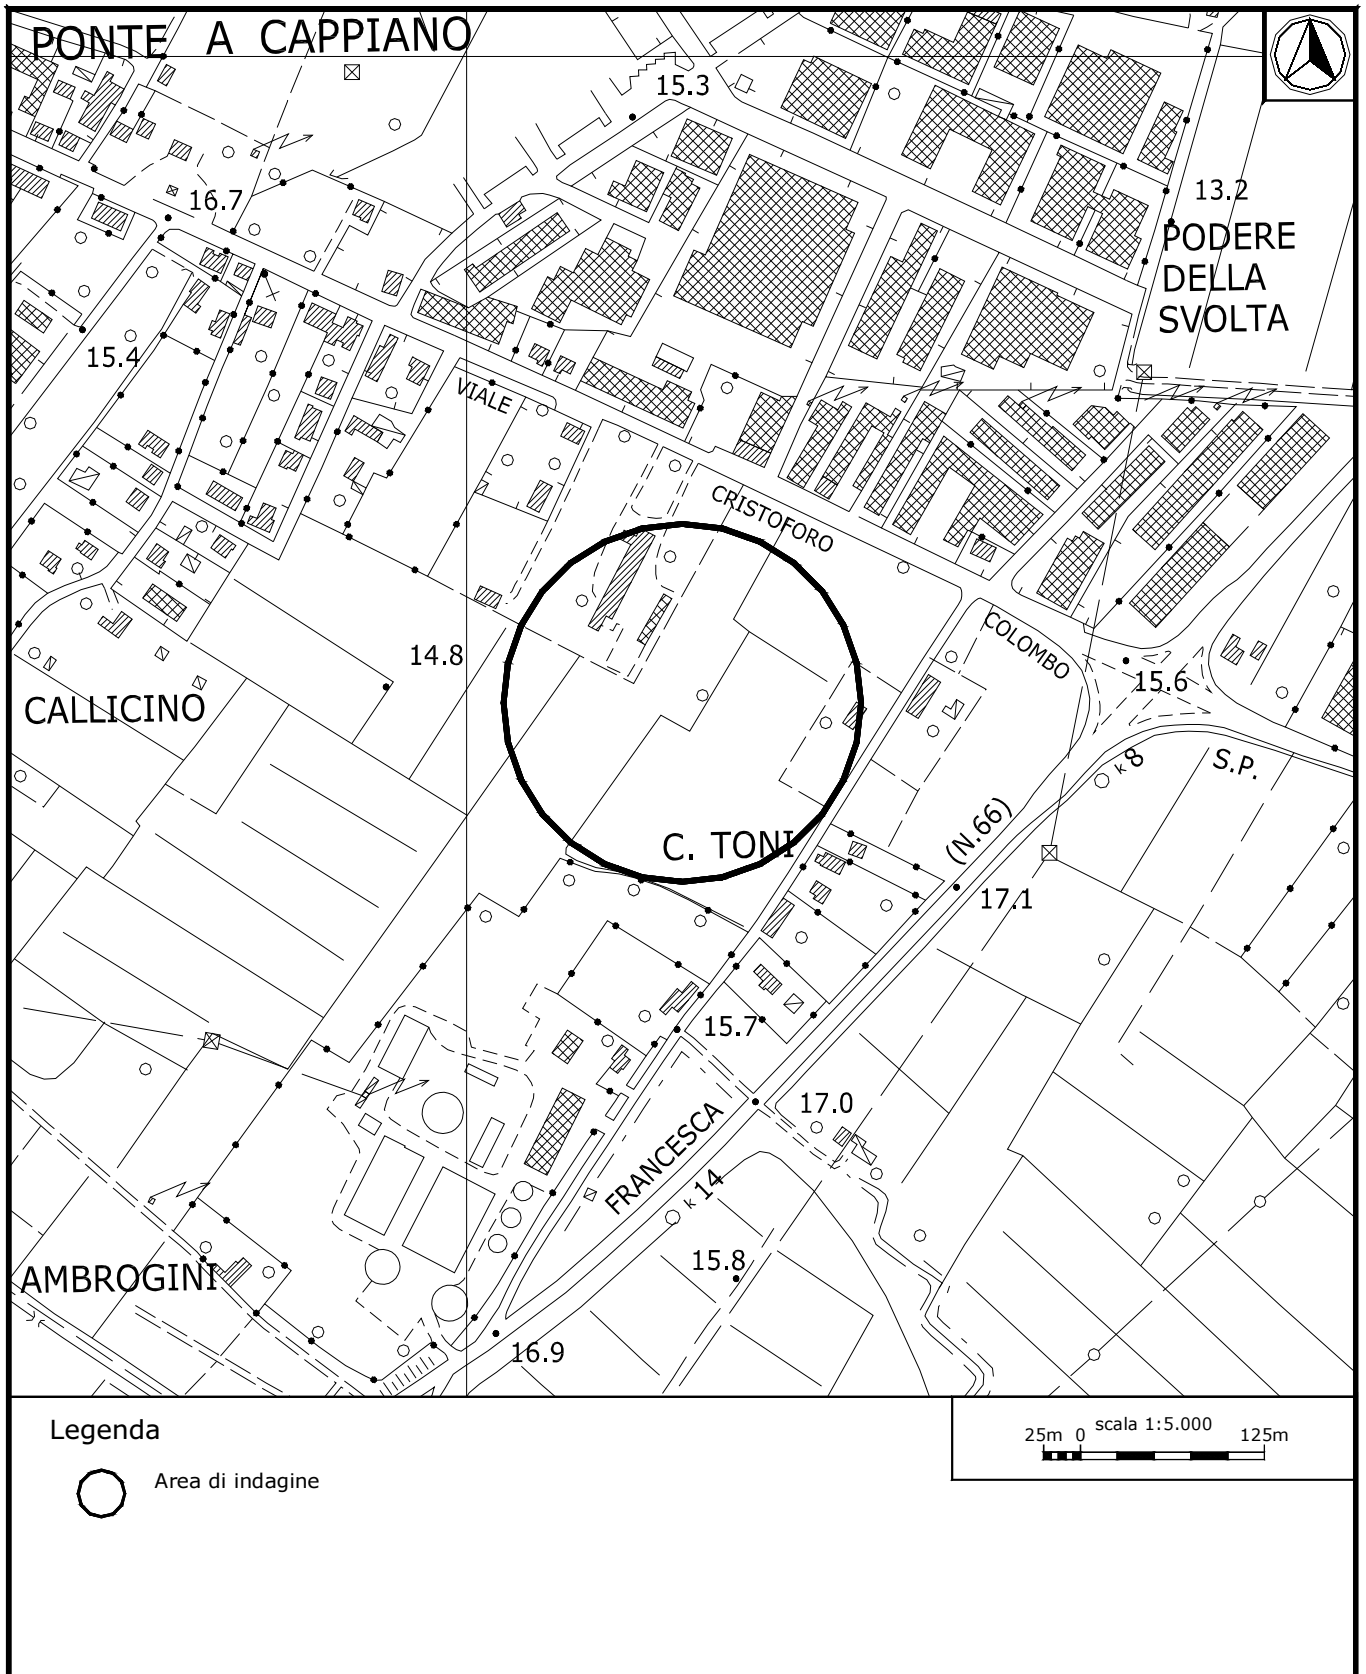 PONTE A CAPPIANO
15.3
16.7
13.2
PODERE
DELLA
SVOLTA
15.4
VIALE
CRISTOFORO
COLOMBO
14.8
15.6
CALLICINO
k 8
S.P.
C. TONI
(N.66)
17.1
15.7
17.0
FRANCESCA
k 14
15.8
AMBROGINI
16.9
Legenda
Area di indagine
scala 1:5.000
25m 0 125m